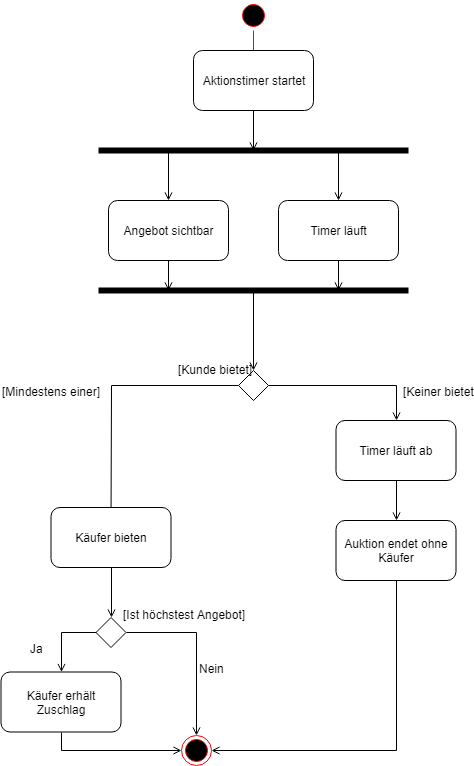 Aktionstimer startet
Angebot sichtbar
Timer läuft
[Kunde bietet]
[Mindestens einer]
[Keiner bietet
Timer läuft ab
Käufer bieten
Auktion endet ohne
Käufer
[Ist höchstest Angebot]
Ja
Nein
Käufer erhält
Zuschlag